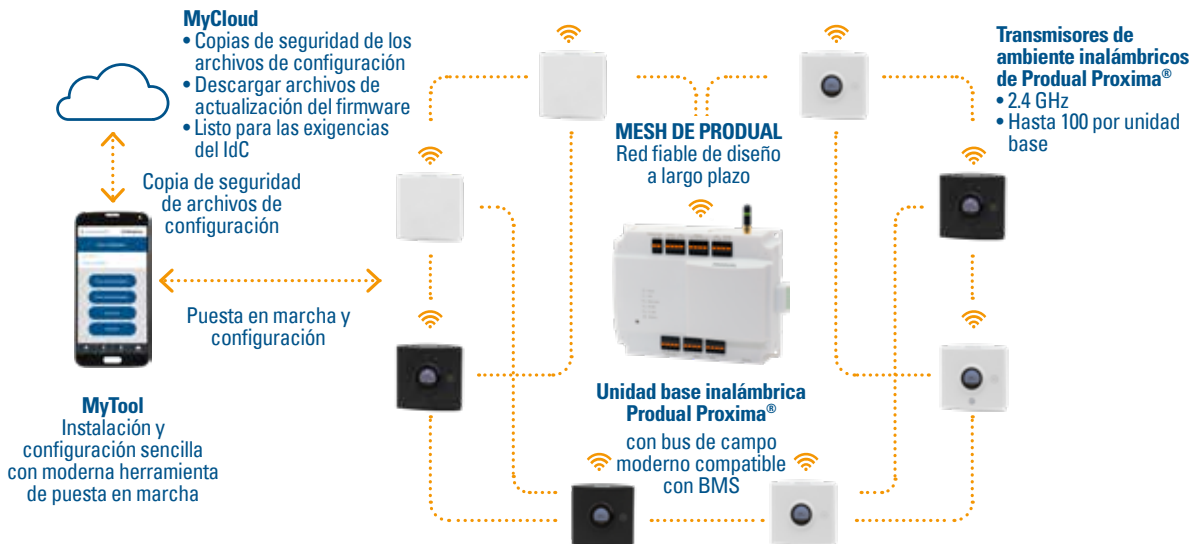 MyCloud
• Copias de seguridad de los
archivos de configuración
• Descargar archivos de
actualización del firmware
• Listo para las exigencias
del IdC
Copia de seguridad
de archivos de
configuración
Puesta en marcha y
configuración
MyTool
Instalación y
configuración sencilla
con moderna herramienta
de puesta en marcha
MESH DE PRODUAL
Red fiable de diseño
a largo plazo
Unidad base inalámbrica
Produal Proxima®
con bus de campo
moderno compatible
con BMS
Transmisores de
ambiente inalámbricos
de Produal Proxima®
• 2.4 GHz
• Hasta 100 por unidad
base